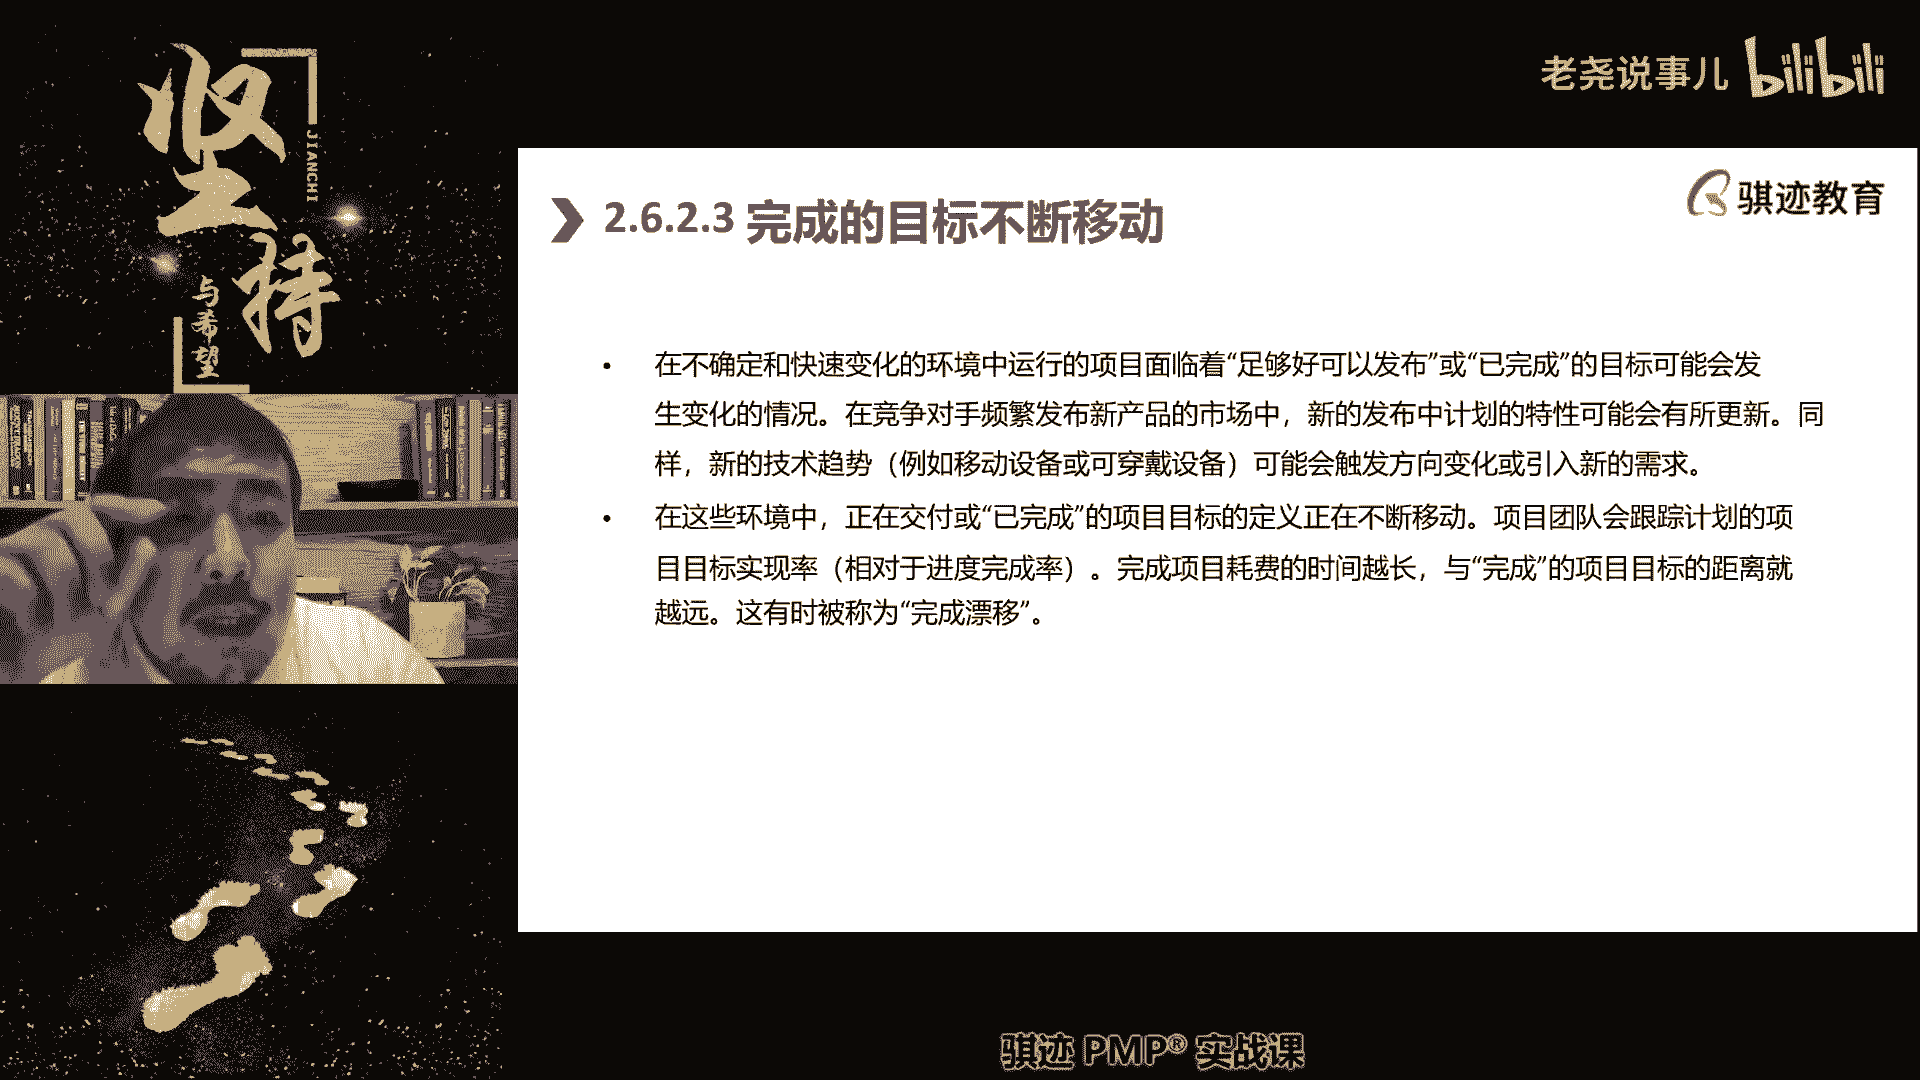 坚持
JIANCHI
与希望
老尧说事儿 bilibili
骐迹教育
2.6.2.3 完成的目标不断移动
• 在不确定和快速变化的环境中运行的项目面临着“足够好可以发布”或“已完成”的目标可能会发
生变化的情况。在竞争对手频繁发布新产品的市场中，新的发布中计划的特性可能会有所更新。同
样，新的技术趋势（例如移动设备或可穿戴设备）可能会触发方向变化或引入新的需求。
• 在这些环境中，正在交付或“已完成”的项目目标的定义正在不断移动。项目团队会跟踪计划的项
目目标实现率（相对于进度完成率）。完成项目耗费的时间越长，与“完成”的项目目标的距离就
越远。这有时被称为“完成漂移”。
骐迹 PMP® 实战课